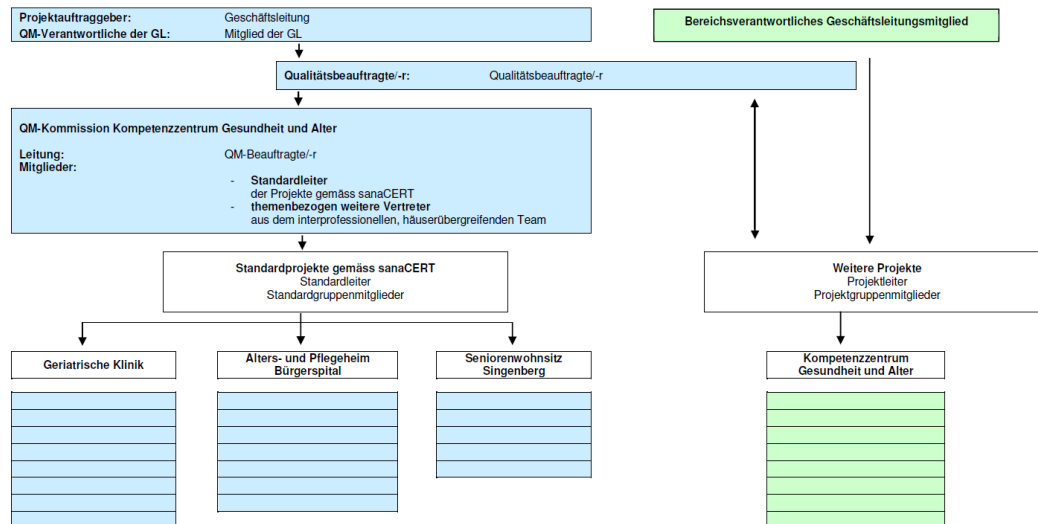 Projektauftraggeber: Geschäftsleitung
QM-Verantwortliche der GL: Mitglied der GL
Bereichsverantwortliches Geschäftsleitungsmitglied
Qualitätsbeauftragte/-r: Qualitätsbeauftragte/-r
QM-Kommission Kompetenzzentrum Gesundheit und Alter
Leitung: QM-Beauftragte/-r
Mitglieder:
- Standardleiter
der Projekte gemäss sanaCERT
- themenbezogen weitere Vertreter
aus dem interprofessionellen, häuserübergreifenden Team
Standardprojekte gemäss sanaCERT
Standardleiter
Standardgruppenmitglieder
Weitere Projekte
Projektleiter
Projektgruppenmitglieder
Geriatrische Klinik
Alters- und Pflegeheim
Bürgerspital
Seniorenwohnsitz
Singenberg
Kompetenzzentrum
Gesundheit und Alter